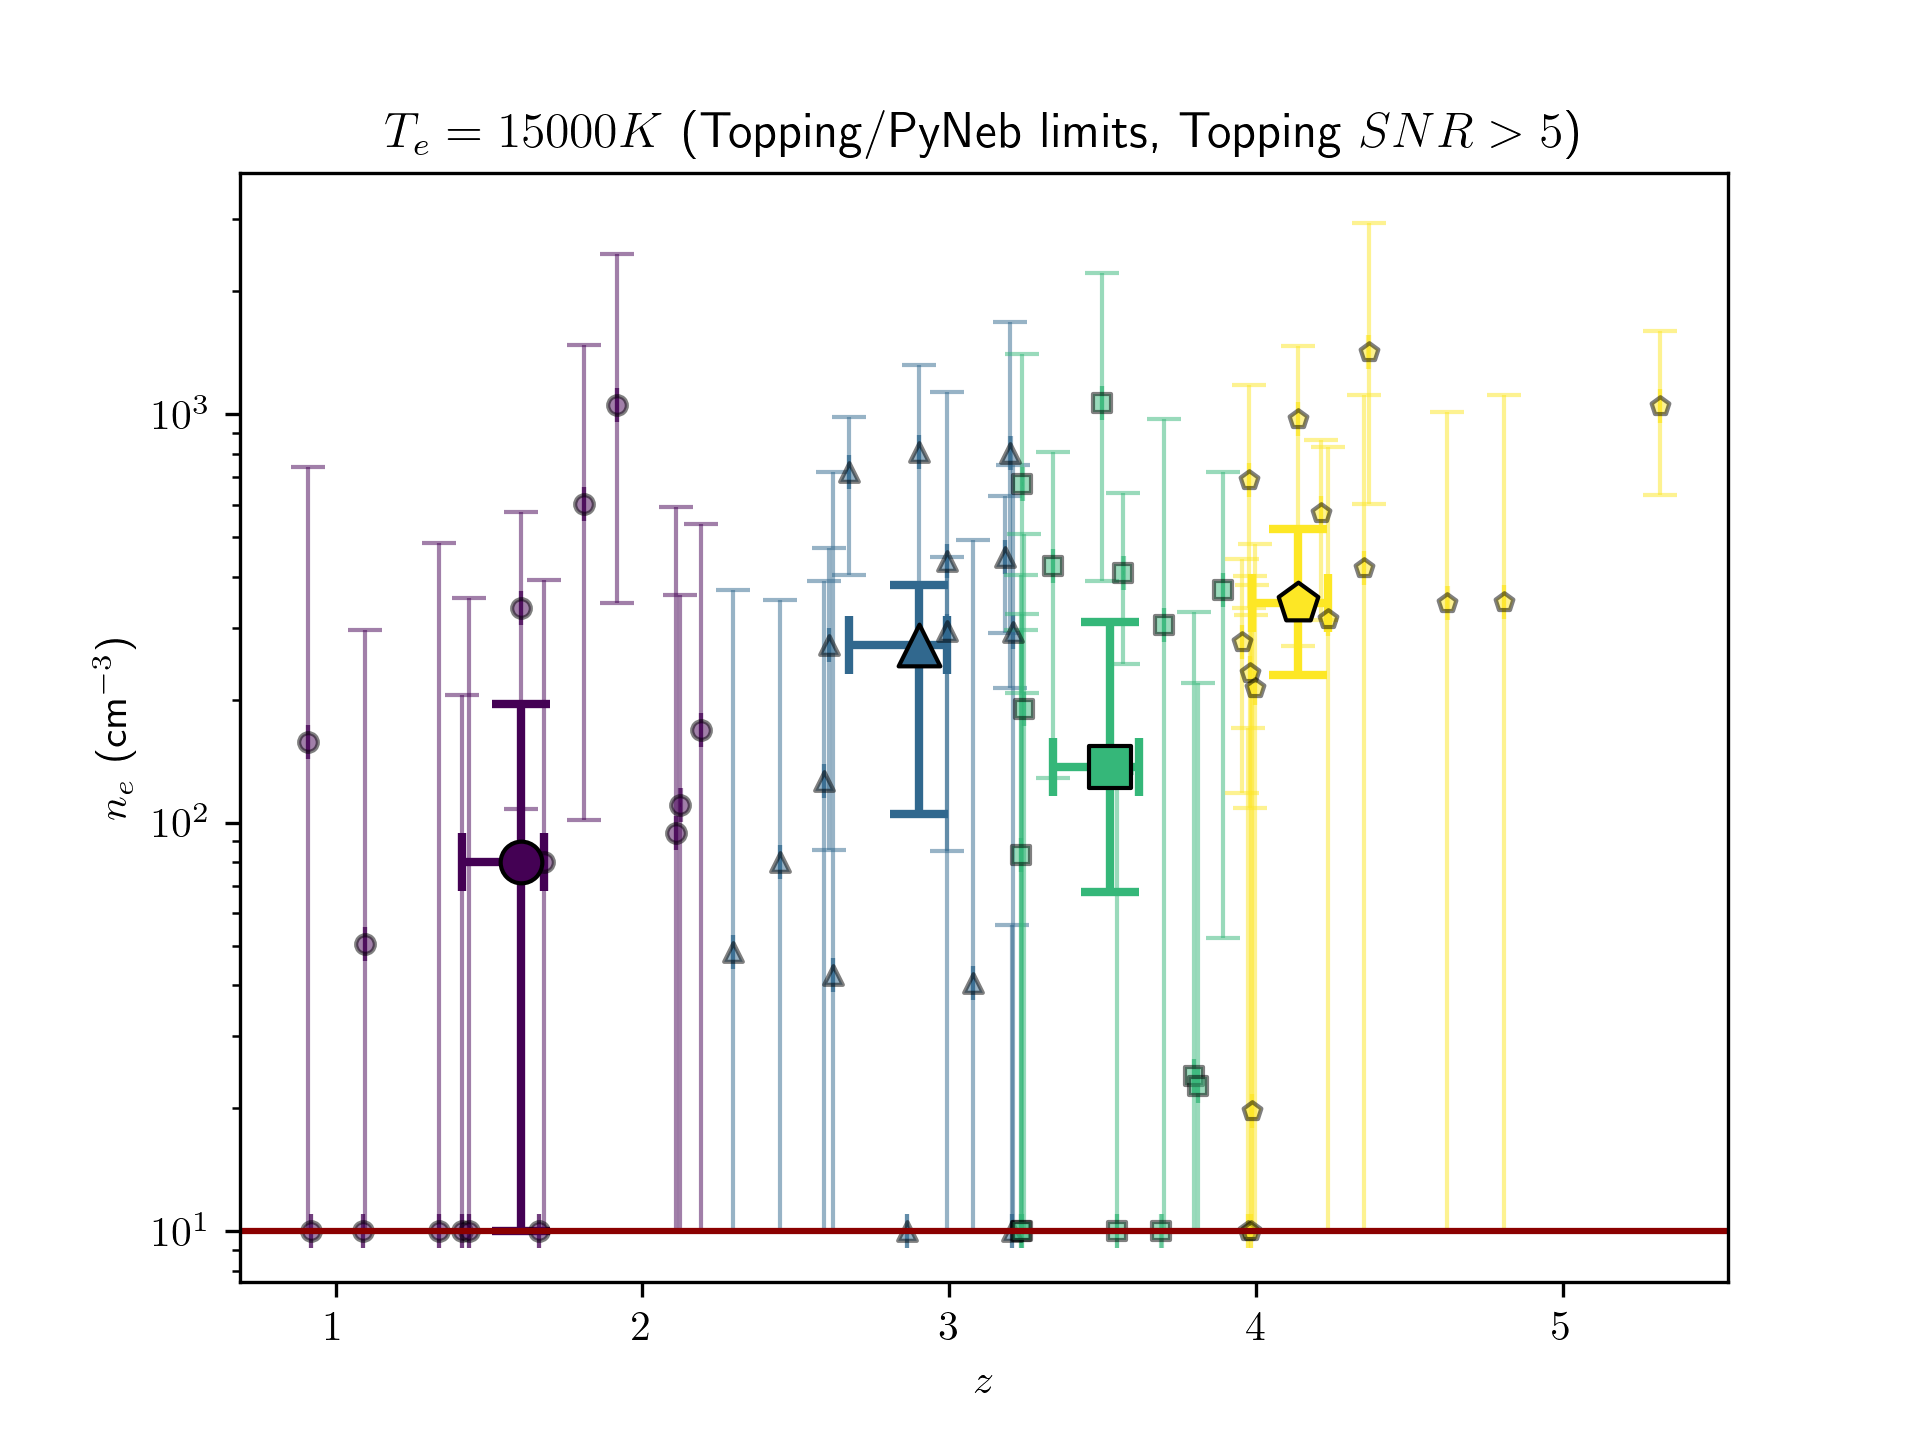 T_e = 15000K (Topping/PyNeb limits, Topping SNR > 5)
n_e (cm^{-3})
10^3
10^2
10^1
1 2 3 4 5
z